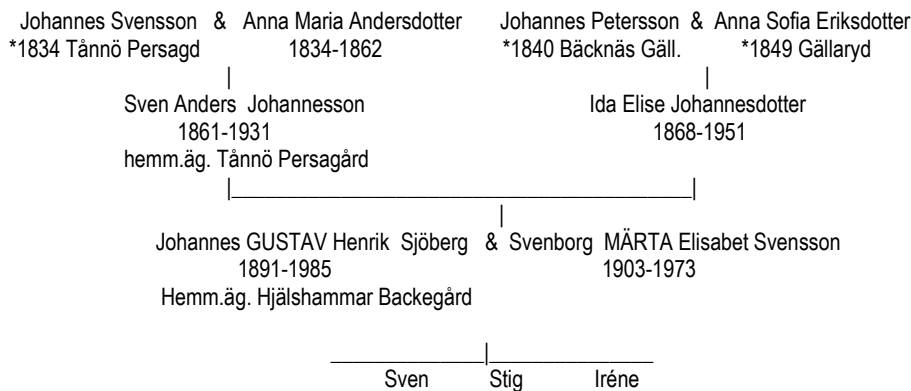 Johannes Svensson & Anna Maria Andersdotter Johannes Petersson & Anna Sofia Eriksdotter
*1834 Tånnö Persagd 1834-1862 *1840 Bäcknäs Gäll. *1849 Gällaryd
Sven Anders Johannesson Ida Elise Johannesdotter
1861-1931 1868-1951
hemm.äg. Tånnö Persagård
Johannes GUSTAV Henrik Sjöberg & Svenborg MÄRTA Elisabet Svensson
1891-1985 1903-1973
Hemm.äg. Hjälshammar Backegård
Sven Stig Iréne